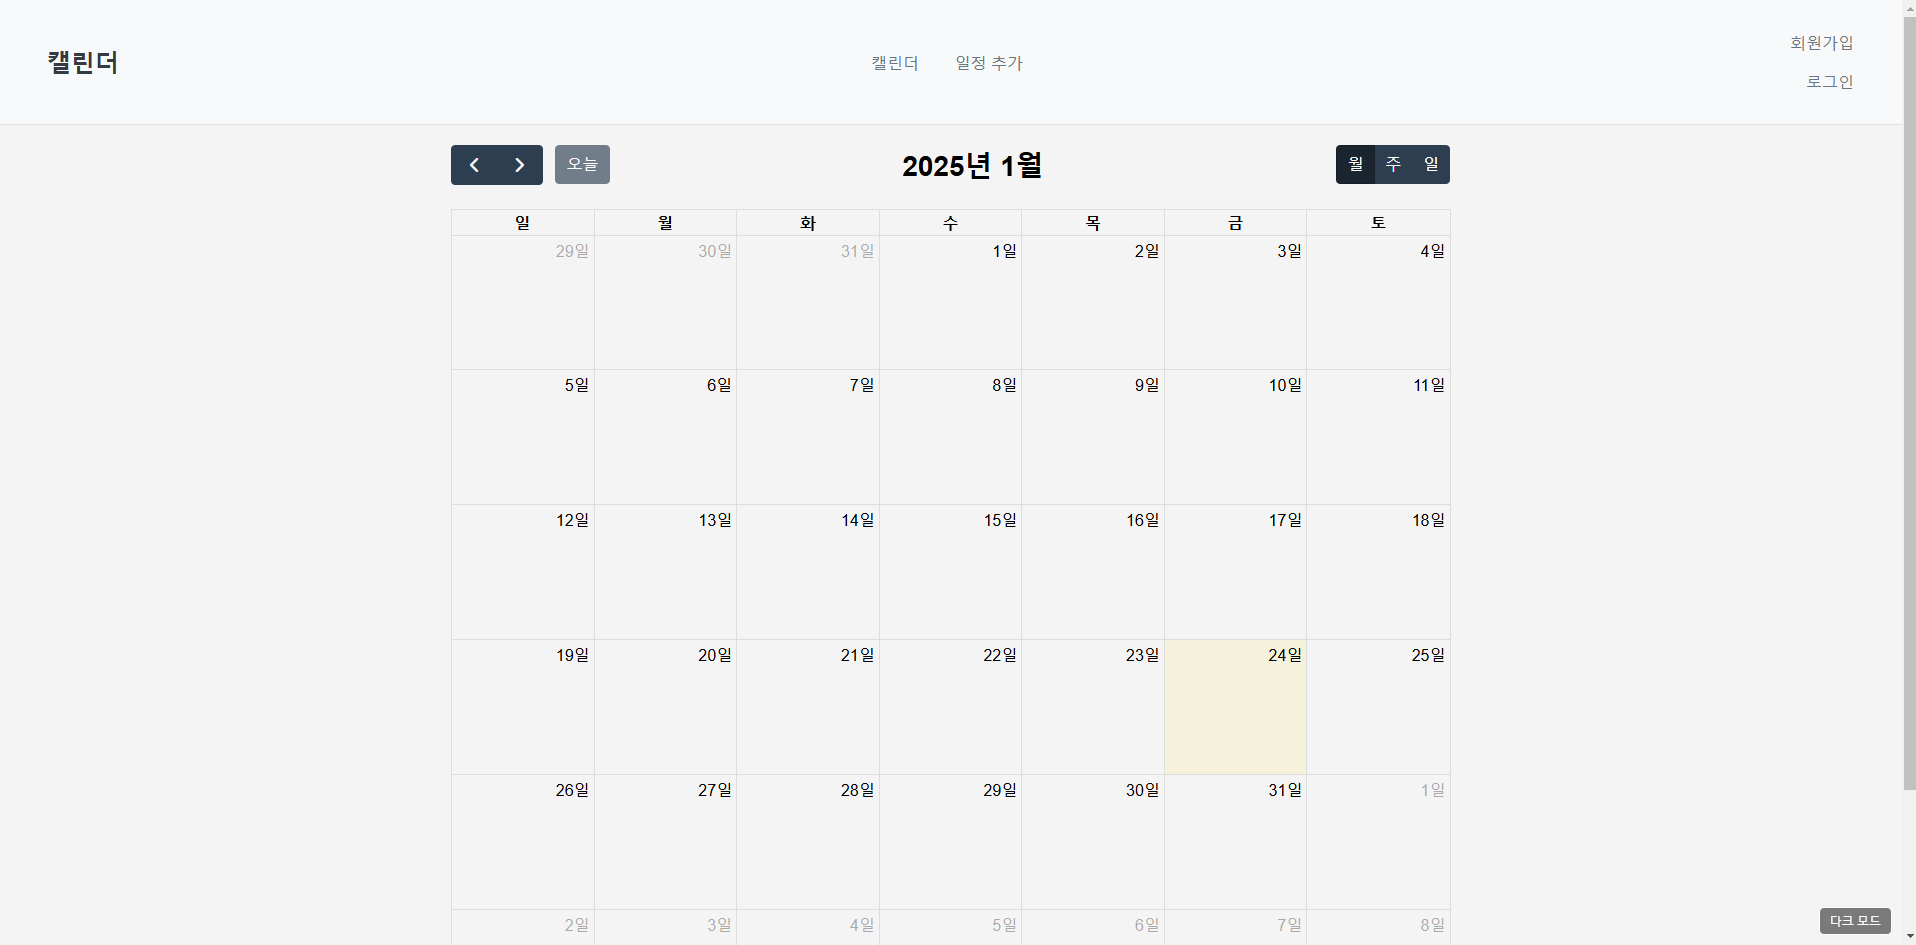 캘린더
캘린더 일정 추가
회원가입
로그인
오늘
2025년 1월
월 주 일
일 월 화 수 목 금 토
29일 30일 31일 1일 2일 3일 4일
5일 6일 7일 8일 9일 10일 11일
12일 13일 14일 15일 16일 17일 18일
19일 20일 21일 22일 23일 24일 25일
26일 27일 28일 29일 30일 31일 1일
2일 3일 4일 5일 6일 7일 8일
다크 모드